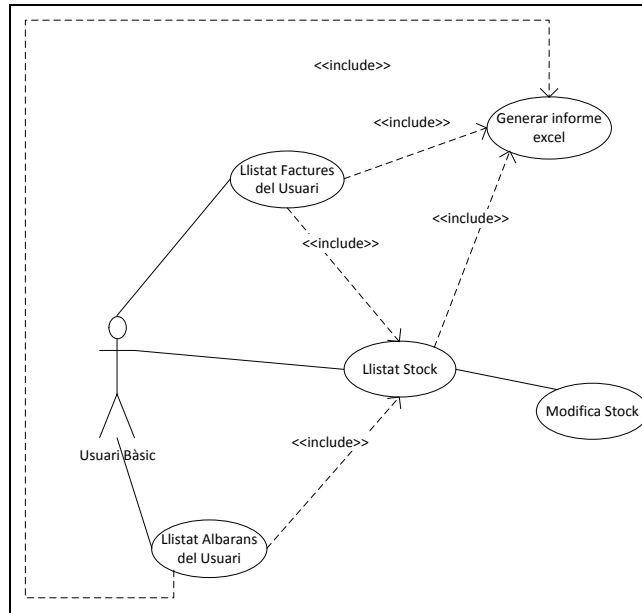 <<include>>
Generar informe
excel
<<include>>
Llistat Factures
del Usuari
<<include>>
<<include>>
Llistat Stock
Modifica Stock
<<include>>
Usuari Bàsic
Llistat Albarans
del Usuari